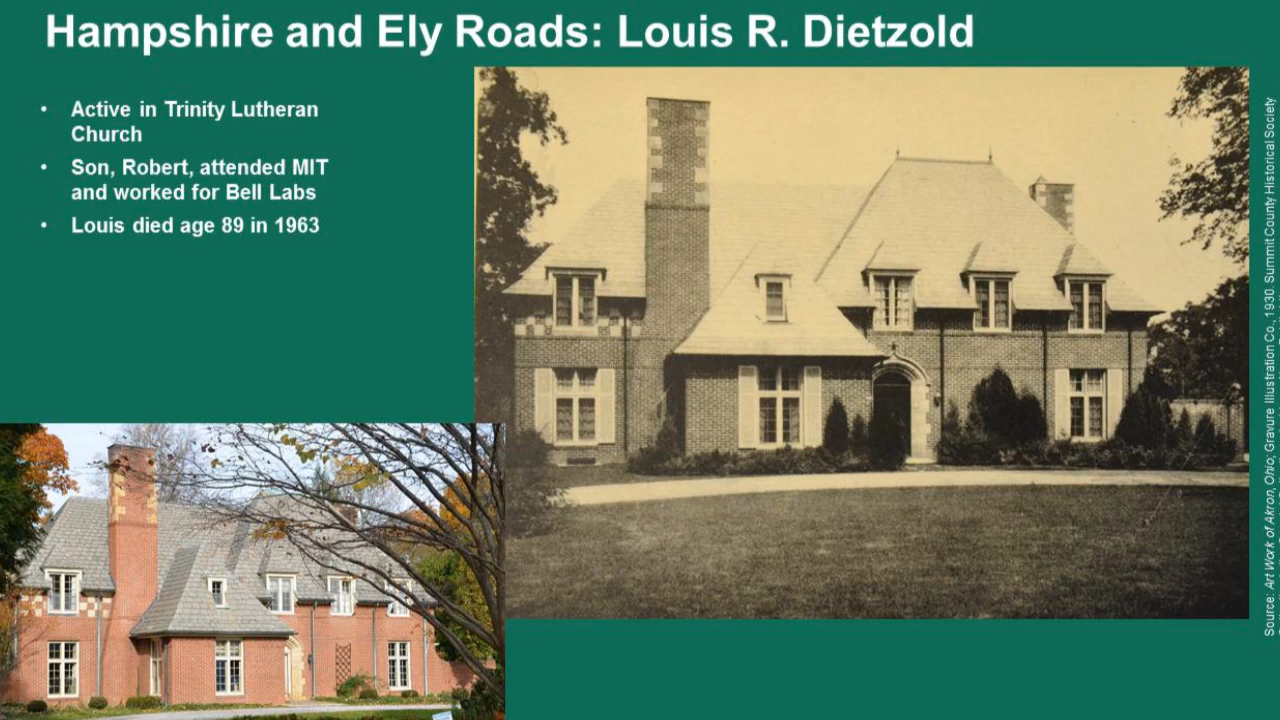 Hampshire and Ely Roads: Louis R. Dietzold
• Active in Trinity Lutheran
Church
• Son, Robert, attended MIT
and worked for Bell Labs
• Louis died age 89 in 1963
Source: Art Work of Akron, Ohio; Gravure Illustration Co., 1930. Summit County Historical Society